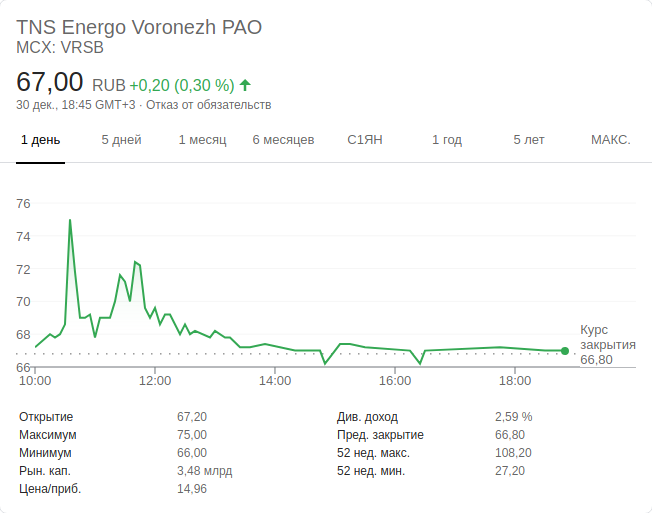 TNS Energo Voronezh PAO
MCX: VRSB
67,00 RUB +0,20 (0,30 %)
30 дек., 18:45 GMT+3 · Отказ от обязательств
1 день 5 дней 1 месяц 6 месяцев С1ЯН 1 год 5 лет МАКС.
76
74
72
70
68
66
Курс
закрытия
66,80
10:00 12:00 14:00 16:00 18:00
Открытие 67,20 Див. доход 2,59 %
Максимум 75,00 Пред. закрытие 66,80
Минимум 66,00 52 нед. макс. 108,20
Рын. кап. 3,48 млрд 52 нед. мин. 27,20
Цена/приб. 14,96